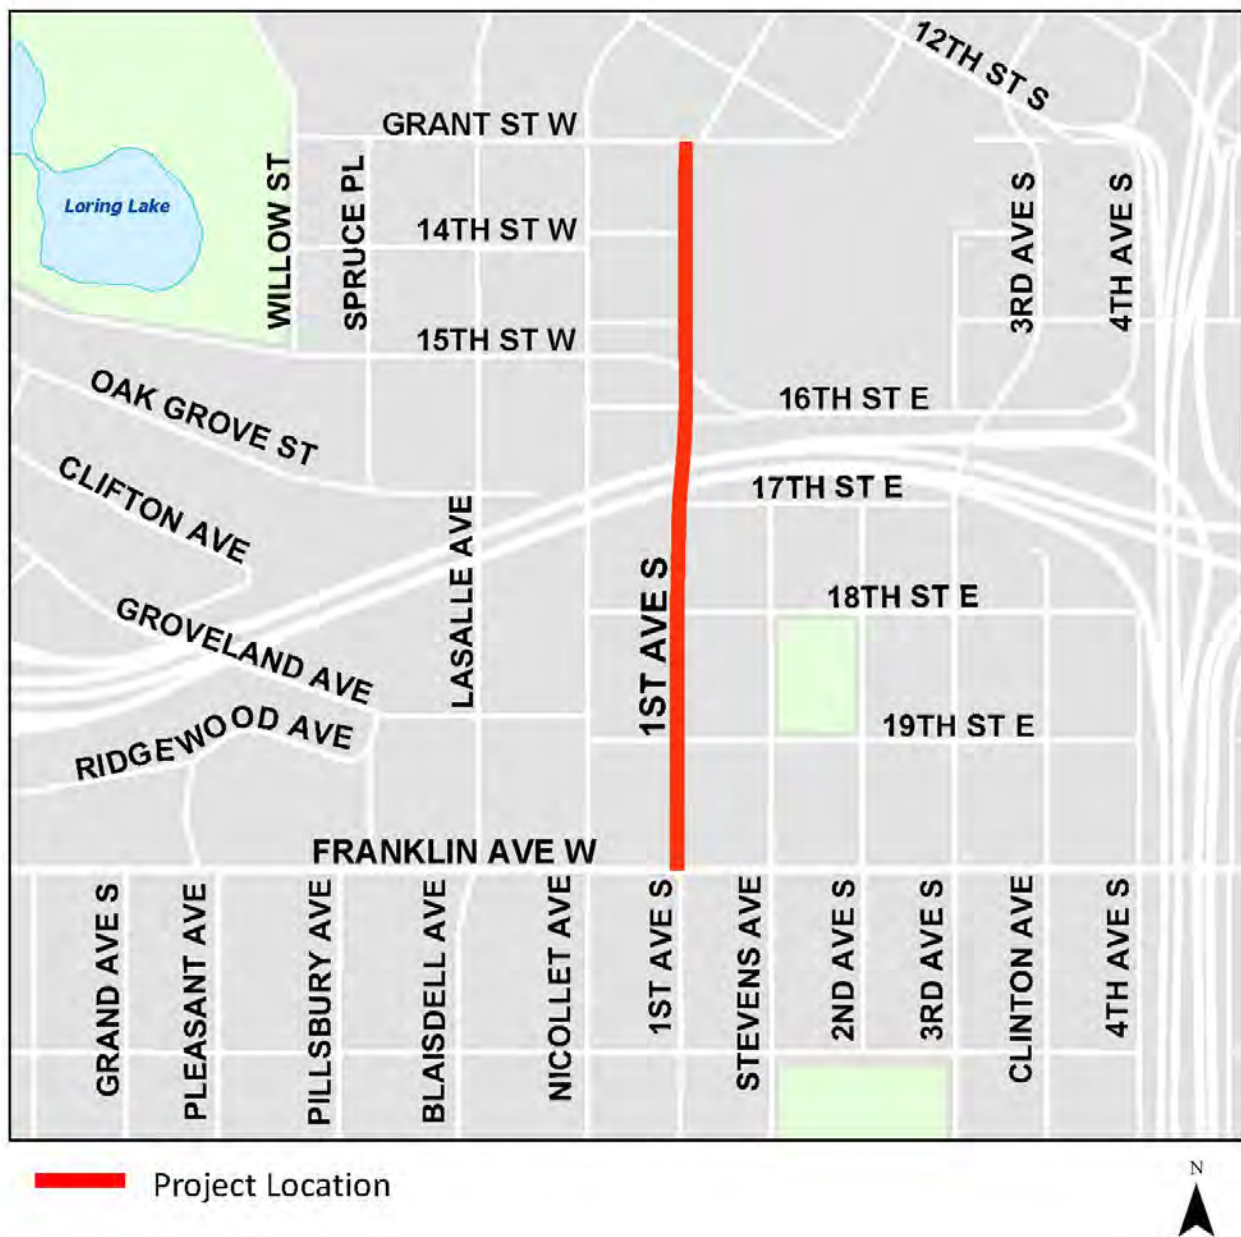 12TH ST S
GRANT ST W
WILLOW ST
SPRUCE PL
Loring Lake
14TH ST W
3RD AVE S
4TH AVE S
15TH ST W
OAK GROVE ST
16TH ST E
CLIFTON AVE
17TH ST E
LASALLE AVE
1ST AVE S
18TH ST E
GROVELAND AVE
RIDGEWOOD AVE
19TH ST E
FRANKLIN AVE W
GRAND AVE S
PLEASANT AVE
PILLSBURY AVE
BLAISDELL AVE
NICOLLET AVE
1ST AVE S
STEVENS AVE
2ND AVE S
3RD AVE S
CLINTON AVE
4TH AVE S
Project Location
N